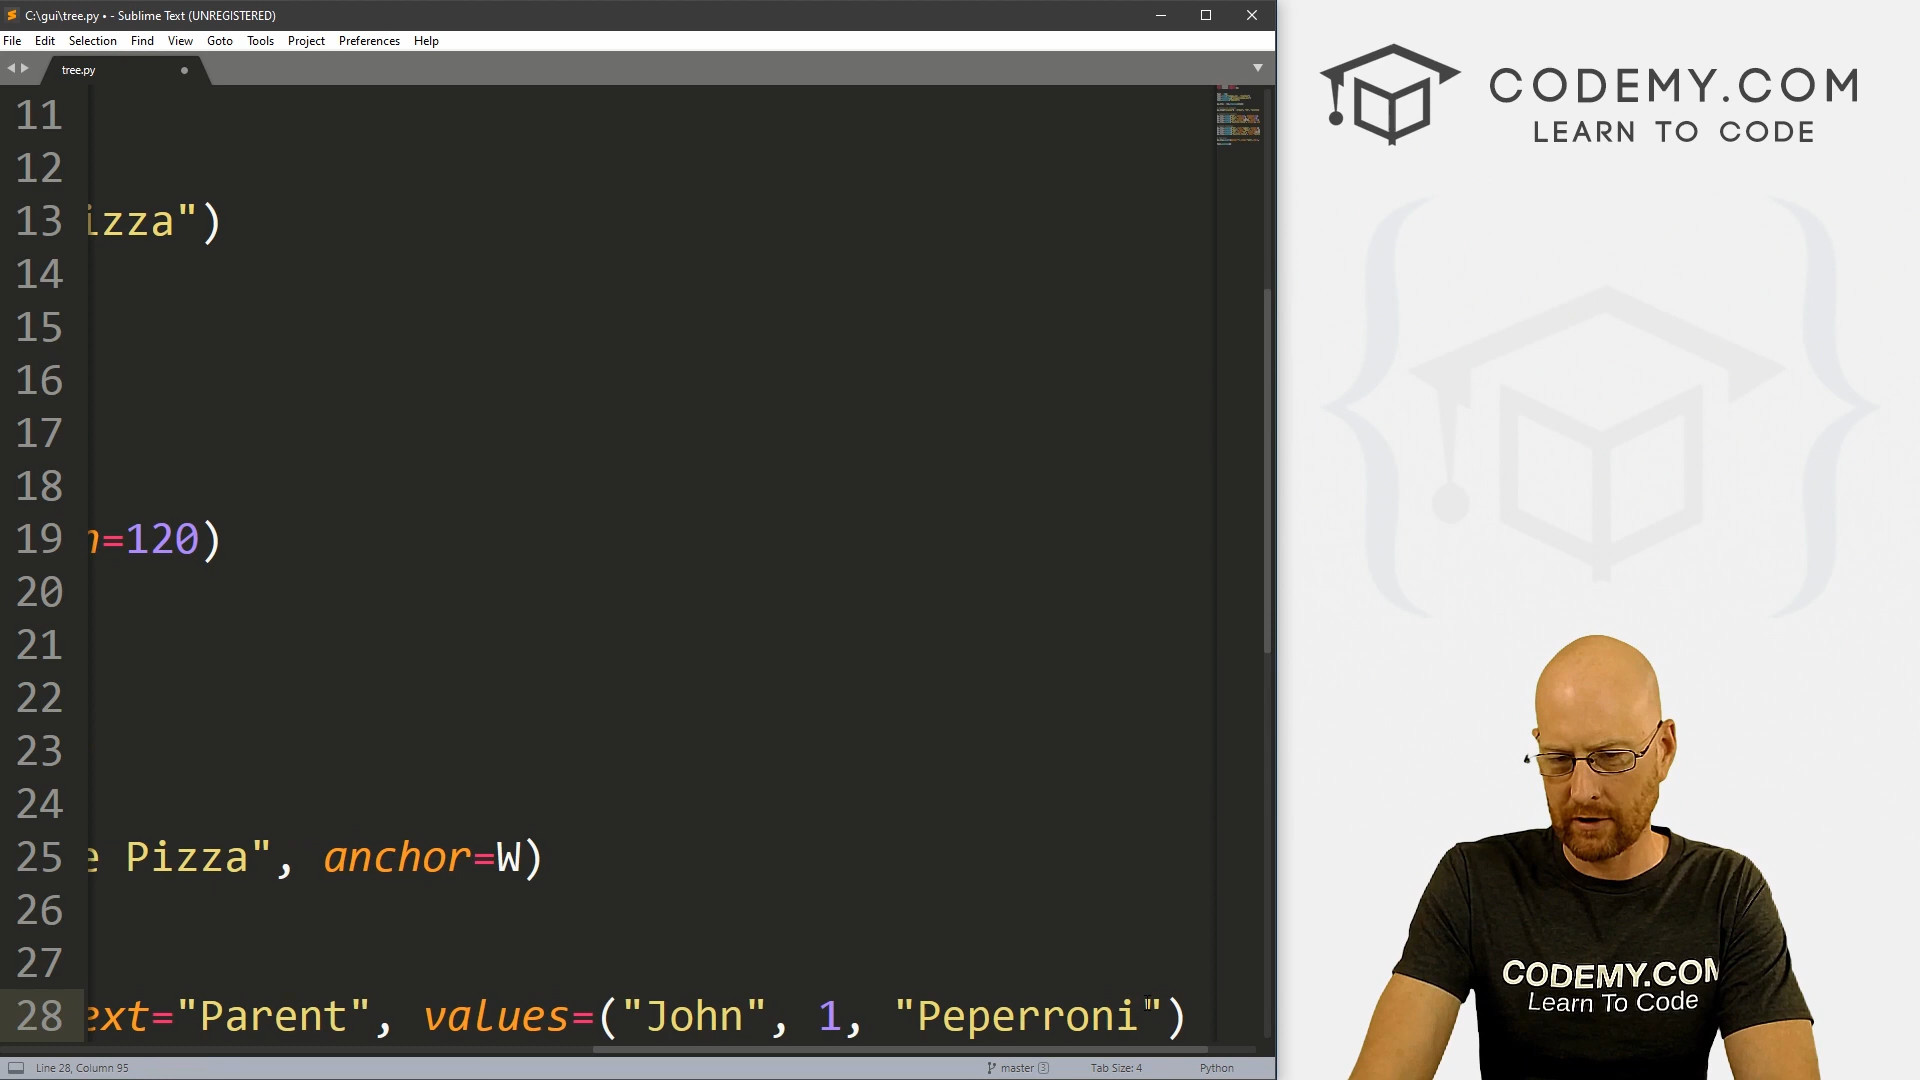 C:\gui\tree.py • - Sublime Text (UNREGISTERED)
File Edit Selection Find View Goto Tools Project Preferences Help
tree.py
11
12
13 izza")
14
15
16
17
18
19 n=120)
20
21
22
23
24
25 e Pizza", anchor=W)
26
27
28 ext="Parent", values=("John", 1, "Peperroni")
Line 28, Column 95
master 3
Tab Size: 4
Python
CODEMY.COM
LEARN TO CODE
CODEMY.COM
Learn To Code